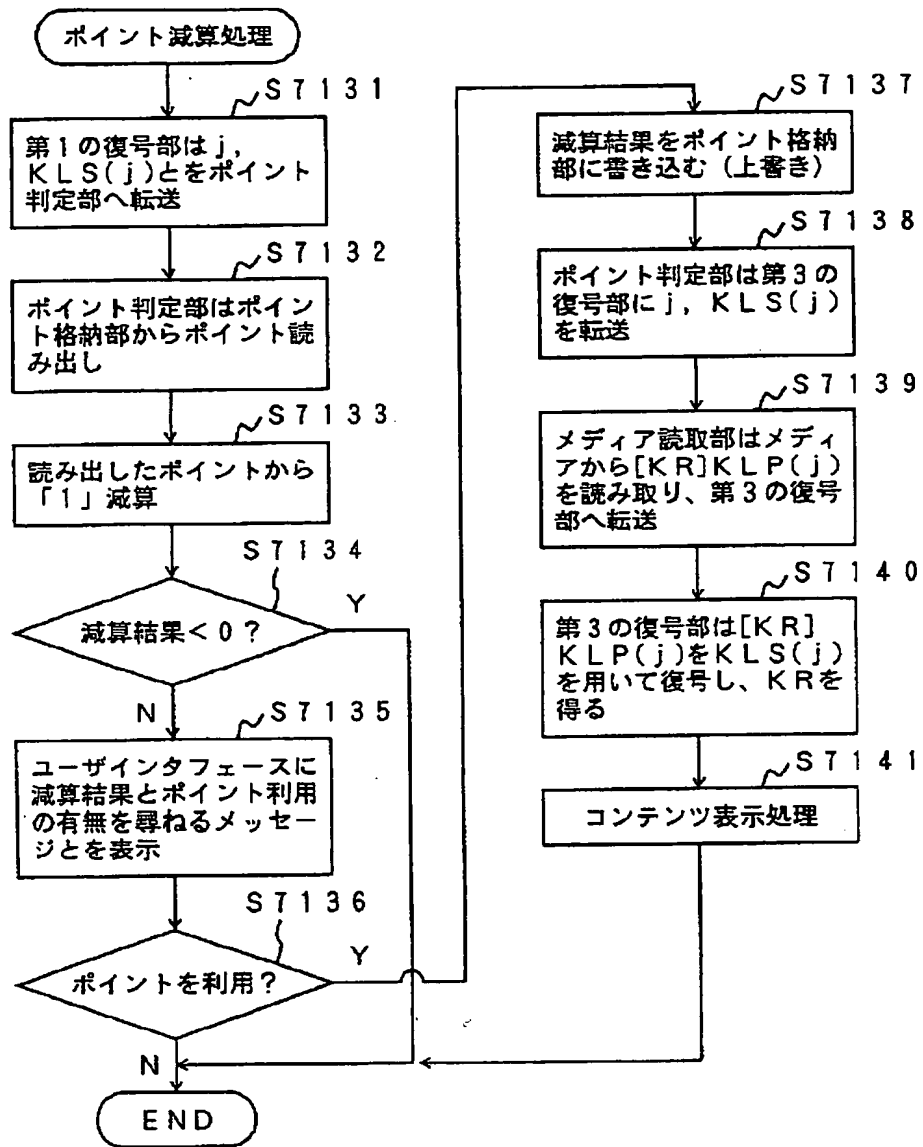 ポイント減算処理
S7131
第1の復号部はj,
KLS(j)とをポイント
判定部へ転送
S7132
ポイント判定部はポイン
ト格納部からポイント読
み出し
S7133
読み出したポイントから
「1」減算
S7134
減算結果<0?
Y
N
S7135
ユーザインタフェースに
減算結果とポイント利用
の有無を尋ねるメッセー
ジとを表示
S7136
ポイントを利用?
Y
N
END
S7137
減算結果をポイント格納
部に書き込む(上書き)
S7138
ポイント判定部は第3の
復号部にj,KLS(j)
を転送
S7139
メディア読取部はメディ
アから[KR]KLP(j)
を読み取り、第3の復号
部へ転送
S7140
第3の復号部は[KR]
KLP(j)をKLS(j)
を用いて復号し、KRを
得る
S7141
コンテンツ表示処理